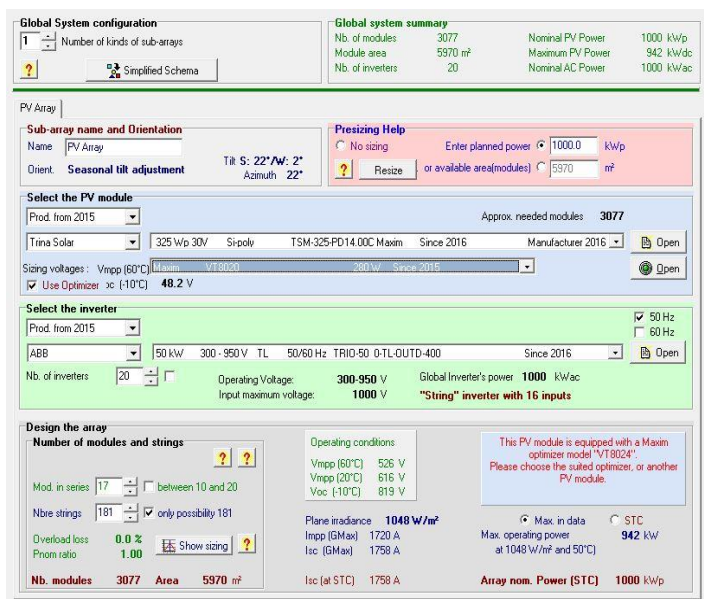 Global System configuration
1 Number of kinds of sub-arrays
? Simplified Schema
Global system summary
Nb. of modules 3077 Nominal PV Power 1000 kWp
Module area 5970 m² Maximum PV Power 942 kWdc
Nb. of inverters 20 Nominal AC Power 1000 kWac
PV Array
Sub-array name and Orientation
Name PV Array
Orient. Seasonal tilt adjustment
Tilt S: 22°/W: 2°
Azimuth 22°
Presizing Help
No sizing Enter planned power 1000.0 kWp
? Resize or available area(modules) 5970 m²
Select the PV module
Prod. from 2015 Approx. needed modules 3077
Trina Solar 325 Wp 30V Si-poly TSM-325-PD14.00C Maxim Since 2016 Manufacturer 2016 Open
Sizing voltages : Vmpp (60°C) Maxim VT8020 280 W Since 2015 Open
Use Optimizer oc (-10°C) 48.2 V
Select the inverter
Prod. from 2015 50 Hz
60 Hz
ABB 50 kW 300 - 950 V TL 50/60 Hz TRIO-50 0-TL-OUTD-400 Since 2016 Open
Nb. of inverters 20 Operating Voltage: 300-950 V Global Inverter's power 1000 kWac
Input maximum voltage: 1000 V "String" inverter with 16 inputs
Design the array
Number of modules and strings
? ?
Mod. in series 17 between 10 and 20
Nbre strings 181 only possibility 181
Overload loss 0.0 %
Pnom ratio 1.00
Show sizing ?
Nb. modules 3077 Area 5970 m²
Operating conditions
Vmpp (60°C) 526 V
Vmpp (20°C) 616 V
Voc (-10°C) 819 V
Plane irradiance 1048 W/m²
Impp (GMax) 1720 A
Isc (GMax) 1758 A
Isc (at STC) 1758 A
This PV module is equipped with a Maxim
optimizer model "VT8024".
Please choose the suited optimizer, or another
PV module.
Max. in data STC
Max. operating power 942 kW
at 1048 W/m² and 50°C)
Array nom. Power (STC) 1000 kWp